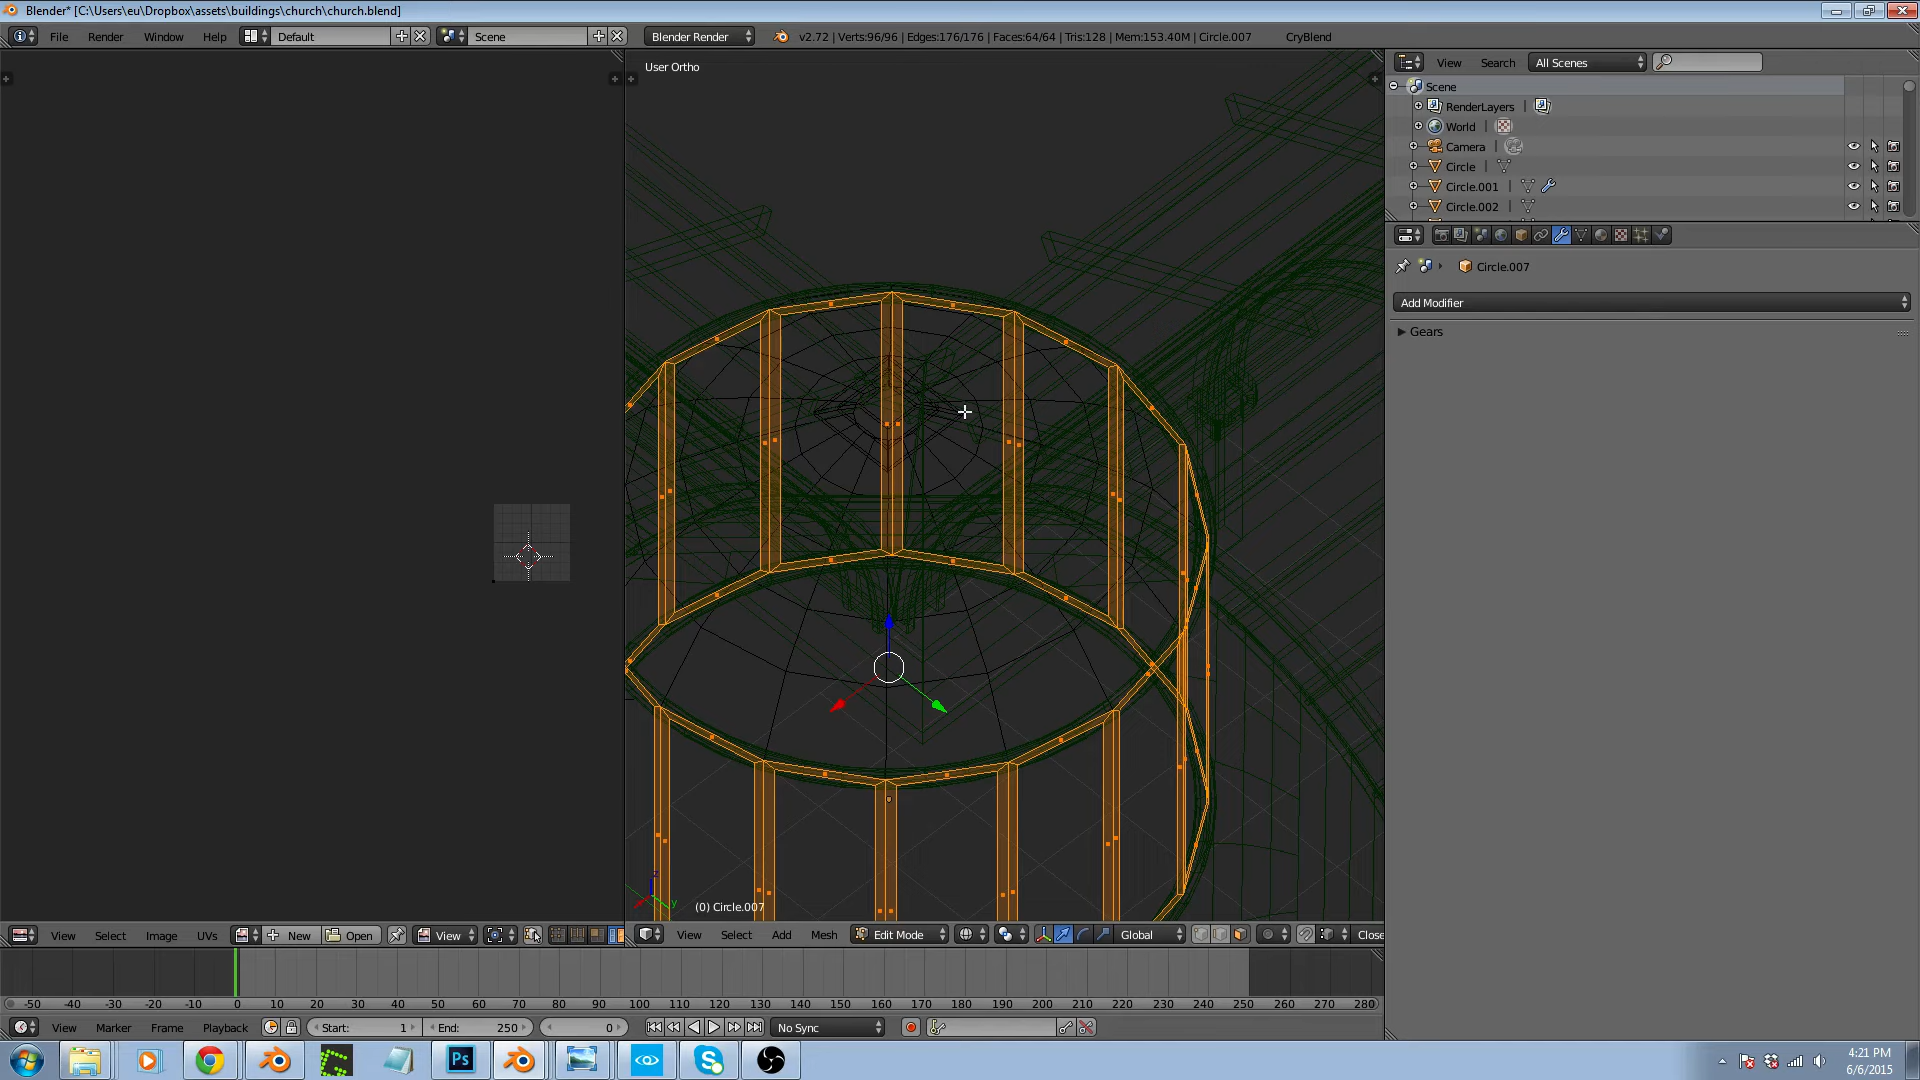 Blender* [C:\Users\eu\Dropbox\assets\buildings\church\church.blend]
File Render Window Help Default Scene Blender Render v2.72 | Verts:96/96 | Edges:176/176 | Faces:64/64 | Tris:128 | Mem:153.40M | Circle.007 CryBlend
User Ortho
View Search All Scenes
Scene
RenderLayers |
World |
Camera |
Circle |
Circle.001 |
Circle.002 |
Circle.007
Add Modifier
Gears
z
y
(0) Circle.007
View Select Image UVs New Open View
View Select Add Mesh Edit Mode Global Close
-50 -40 -30 -20 -10 0 10 20 30 40 50 60 70 80 90 100 110 120 130 140 150 160 170 180 190 200 210 220 230 240 250 260 270 280
View Marker Frame Playback Start: 1 End: 250 0 No Sync
Ps
4:21 PM
6/6/2015